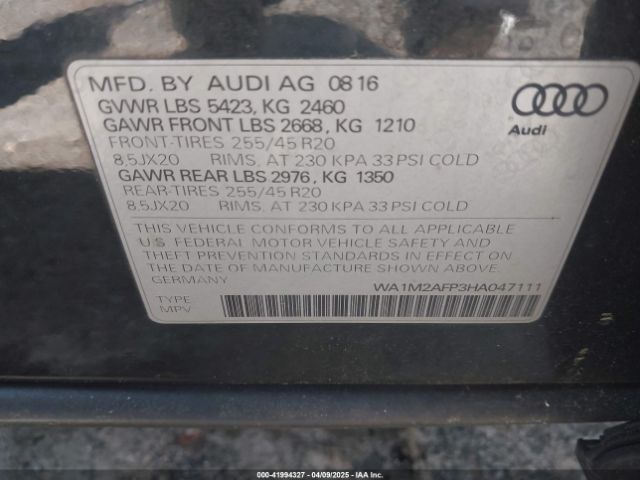 MFD. BY AUDI AG 08 16
GVWR LBS 5423, KG 2460
GAWR FRONT LBS 2668, KG 1210
FRONT-TIRES 255/45 R20
8.5JX20 RIMS. AT 230 KPA 33 PSI COLD
GAWR REAR LBS 2976, KG 1350
REAR-TIRES 255/45 R20
8.5JX20 RIMS. AT 230 KPA 33 PSI COLD
Audi
THIS VEHICLE CONFORMS TO ALL APPLICABLE
U.S FEDERAL MOTOR VEHICLE SAFETY AND
THEFT PREVENTION STANDARDS IN EFFECT ON
THE DATE OF MANUFACTURE SHOWN ABOVE.
GERMANY
WA1M2AFP3HA047111
TYPE
MPV
000-41994327 - 04/09/2025 - IAAI.COM